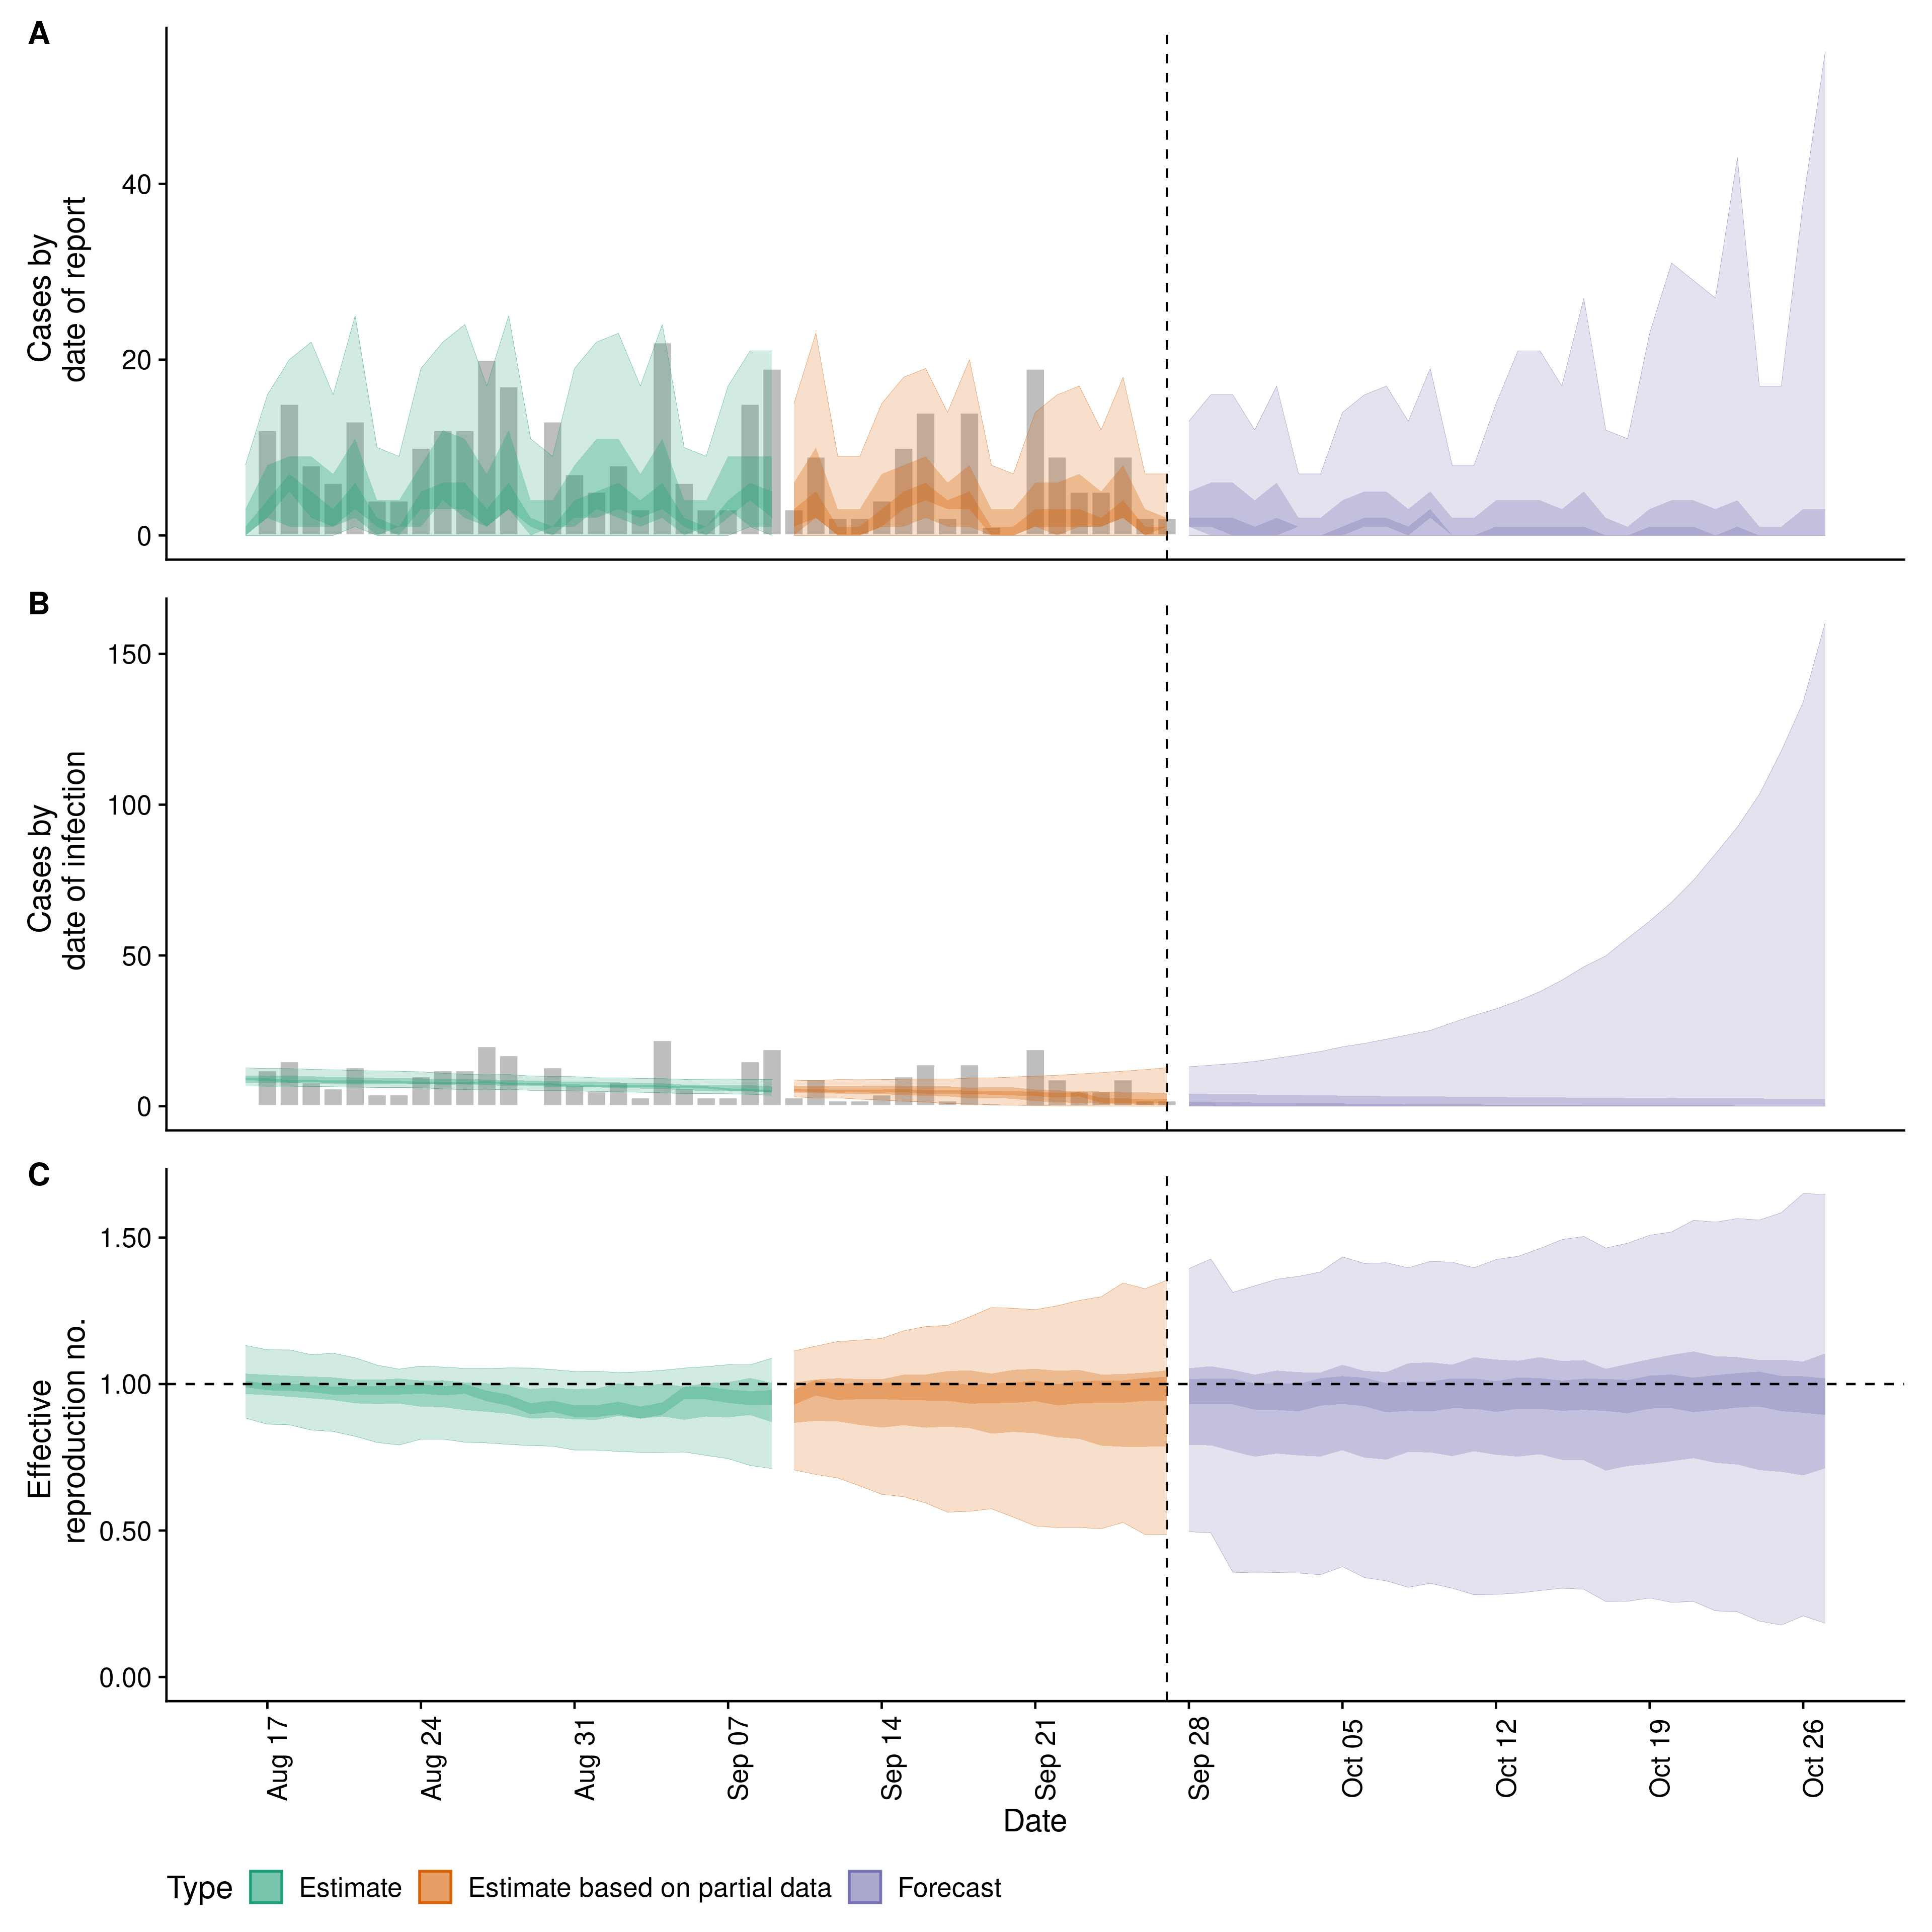 A
Cases by
date of report
40
20
0
B
Cases by
date of infection
150
100
50
0
C
Effective
reproduction no.
1.50
1.00
0.50
0.00
Aug 17
Aug 24
Aug 31
Sep 07
Sep 14
Sep 21
Sep 28
Oct 05
Oct 12
Oct 19
Oct 26
Date
Type Estimate Estimate based on partial data Forecast